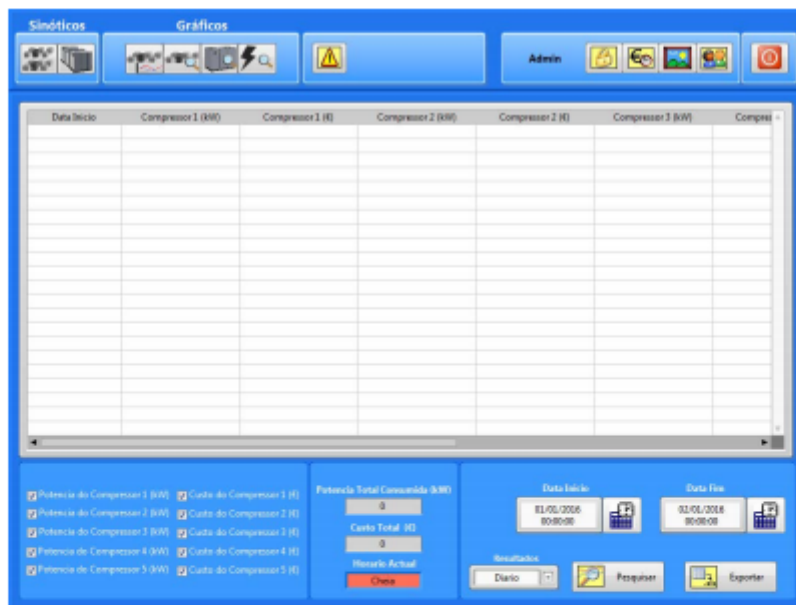 Sinóticos Gráficos
Admin
Data Inicio Compressor 1 (kW) Compressor 1 (€) Compressor 2 (kW) Compressor 2 (€) Compressor 3 (kW)
Potencia do Compressor 1 (kW) Custo do Compressor 1 (€)
Potencia do Compressor 2 (kW) Custo do Compressor 2 (€)
Potencia do Compressor 3 (kW) Custo do Compressor 3 (€)
Potencia do Compressor 4 (kW) Custo do Compressor 4 (€)
Potencia do Compressor 5 (kW) Custo do Compressor 5 (€)
Potencia Total Consumida (kW)
0
Custo Total (€)
0
Horario Actual
Cheia
Data Inicio Data Fim
01/01/2016 02/01/2016
00:00:00 00:00:00
Resultados
Diario Pesquisar Exportar